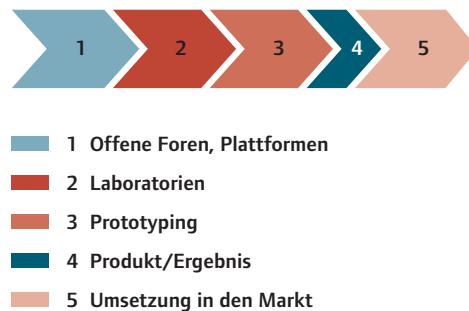 1 2 3 4 5
1 Offene Foren, Plattformen
2 Laboratorien
3 Prototyping
4 Produkt/Ergebnis
5 Umsetzung in den Markt